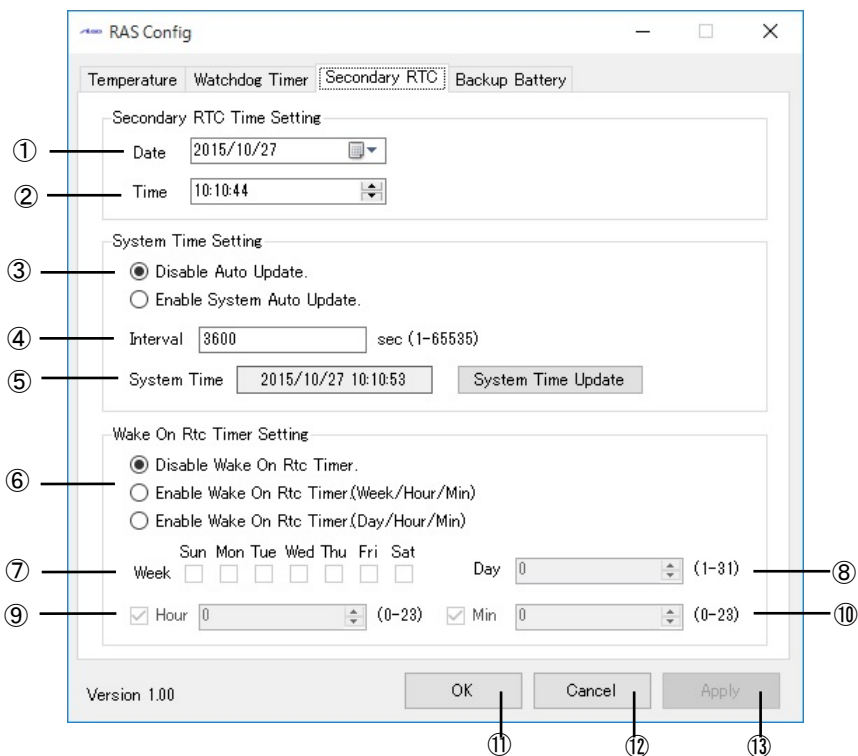 RAS Config
Temperature Watchdog Timer Secondary RTC Backup Battery
Secondary RTC Time Setting
① Date 2015/10/27
② Time 10:10:44
System Time Setting
③ Disable Auto Update.
Enable System Auto Update.
④ Interval 3600 sec (1-65535)
⑤ System Time 2015/10/27 10:10:53 System Time Update
Wake On Rtc Timer Setting
Disable Wake On Rtc Timer.
⑥ Enable Wake On Rtc Timer.(Week/Hour/Min)
Enable Wake On Rtc Timer.(Day/Hour/Min)
Sun Mon Tue Wed Thu Fri Sat
⑦ Week Day 0 (1-31) ⑧
⑨ Hour 0 (0-23) Min 0 (0-23) ⑩
Version 1.00 OK Cancel Apply
⑪ ⑫ ⑬